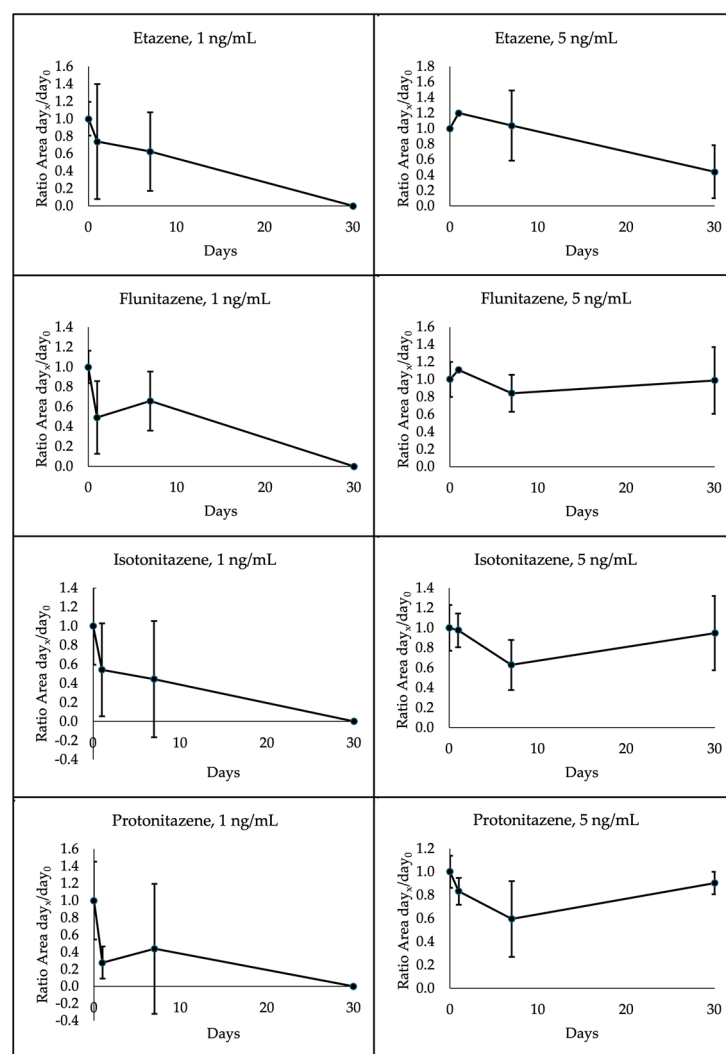 Etazene, 1 ng/mL
Ratio Area dayₓ/day₀
1.6
1.4
1.2
1.0
0.8
0.6
0.4
0.2
0.0
0 10 20 30
Days
Etazene, 5 ng/mL
Ratio Area dayₓ/day₀
1.8
1.6
1.4
1.2
1.0
0.8
0.6
0.4
0.2
0.0
0 10 20 30
Days
Flunitazene, 1 ng/mL
Ratio Area dayₓ/day₀
1.4
1.2
1.0
0.8
0.6
0.4
0.2
0.0
0 10 20 30
Days
Flunitazene, 5 ng/mL
Ratio Area dayₓ/day₀
1.6
1.4
1.2
1.0
0.8
0.6
0.4
0.2
0.0
0 10 20 30
Days
Isotonitazene, 1 ng/mL
Ratio Area dayₓ/day₀
1.4
1.2
1.0
0.8
0.6
0.4
0.2
0.0
-0.2
-0.4
0 10 20 30
Days
Isotonitazene, 5 ng/mL
Ratio Area dayₓ/day₀
1.4
1.2
1.0
0.8
0.6
0.4
0.2
0.0
0 10 20 30
Days
Protonitazene, 1 ng/mL
Ratio Area dayₓ/day₀
1.6
1.4
1.2
1.0
0.8
0.6
0.4
0.2
0.0
-0.2
-0.4
0 10 20 30
Days
Protonitazene, 5 ng/mL
Ratio Area dayₓ/day₀
1.2
1.0
0.8
0.6
0.4
0.2
0.0
0 10 20 30
Days